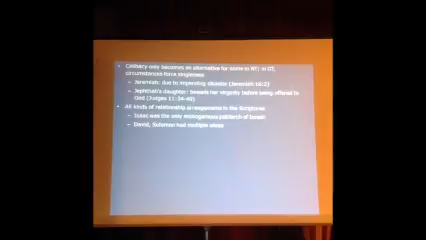 • Celibacy only becomes an alternative for some in NT; in OT,
circumstances force singleness
– Jeremiah: due to impending disaster (Jeremiah 16:2)
– Jephthah's daughter: bewails her virginity before being offered to
God (Judges 11:34-40)
• All kinds of relationship arrangements in the Scriptures
– Isaac was the only monogamous patriarch of Israel!
– David, Solomon had multiple wives